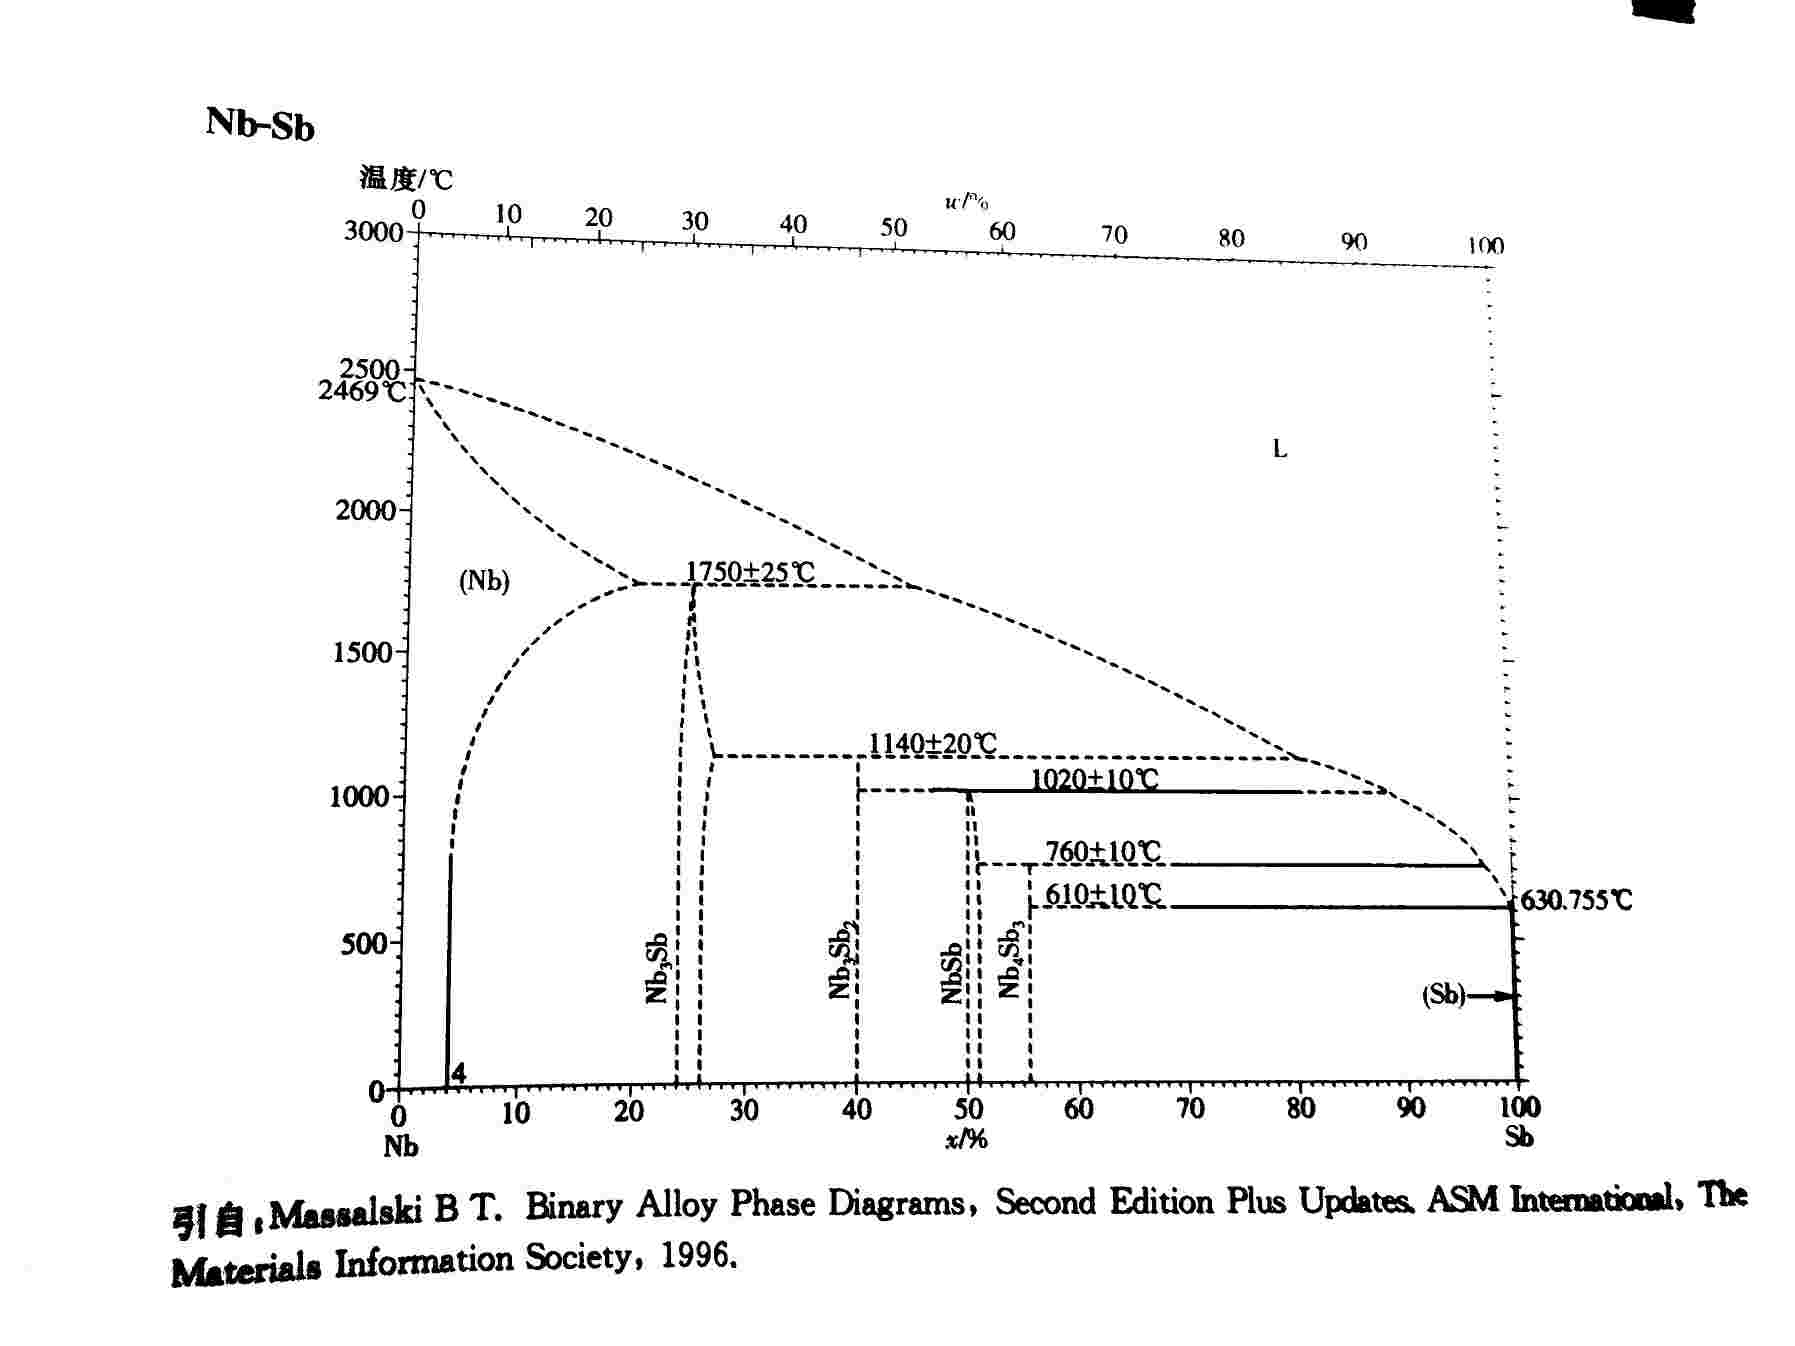 Nb-Sb
温度/℃
w/%
0 10 20 30 40 50 60 70 80 90 100
3000
2500
2469℃
L
2000
(Nb)
1750±25℃
1500
1140±20℃
1020±10℃
1000
760±10℃
610±10℃
630.755℃
500
Nb₃Sb
Nb₃Sb₂
NbSb
Nb₄Sb₃
(Sb)
4
0
0 10 20 30 40 50 60 70 80 90 100
Nb
x/%
Sb
引自:Massalski B T. Binary Alloy Phase Diagrams, Second Edition Plus Updates. ASM International, The
Materials Information Society, 1996.